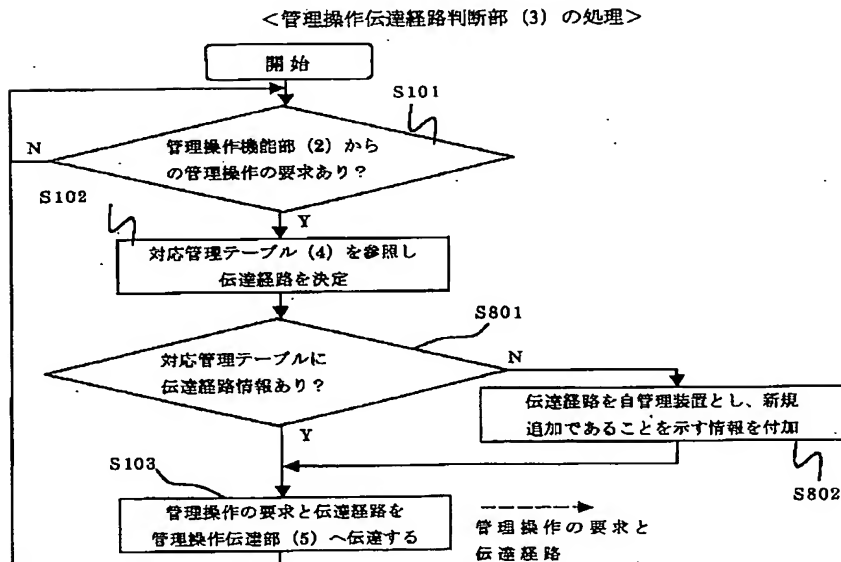 ＜管理操作伝達経路判断部（3）の処理＞
開始
S101
N
管理操作機能部（2）から
の管理操作の要求あり？
S102
Y
対応管理テーブル（4）を参照し
伝達経路を決定
S801
対応管理テーブルに
伝達経路情報あり？
N
伝達経路を自管理装置とし、新規
追加であることを示す情報を付加
Y
S103
S802
管理操作の要求と伝達経路を
管理操作伝達部（5）へ伝達する
管理操作の要求と
伝達経路